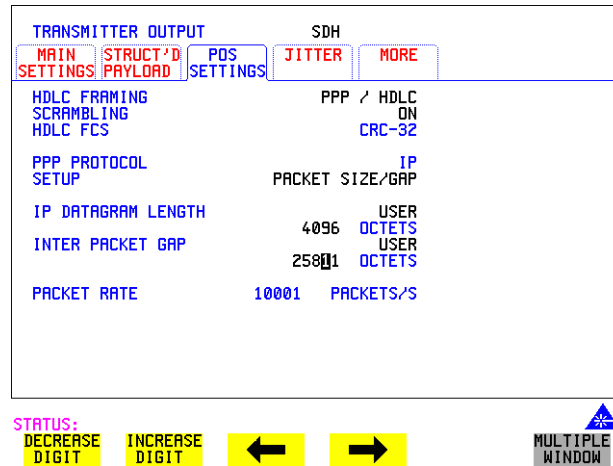 TRANSMITTER OUTPUT SDH
MAIN SETTINGS STRUCT'D PAYLOAD POS SETTINGS JITTER MORE
HDLC FRAMING PPP / HDLC
SCRAMBLING ON
HDLC FCS CRC-32
PPP PROTOCOL IP
SETUP PACKET SIZE/GAP
IP DATAGRAM LENGTH USER
4096 OCTETS
INTER PACKET GAP USER
25811 OCTETS
PACKET RATE 10001 PACKETS/S
STATUS:
DECREASE DIGIT INCREASE DIGIT MULTIPLE WINDOW